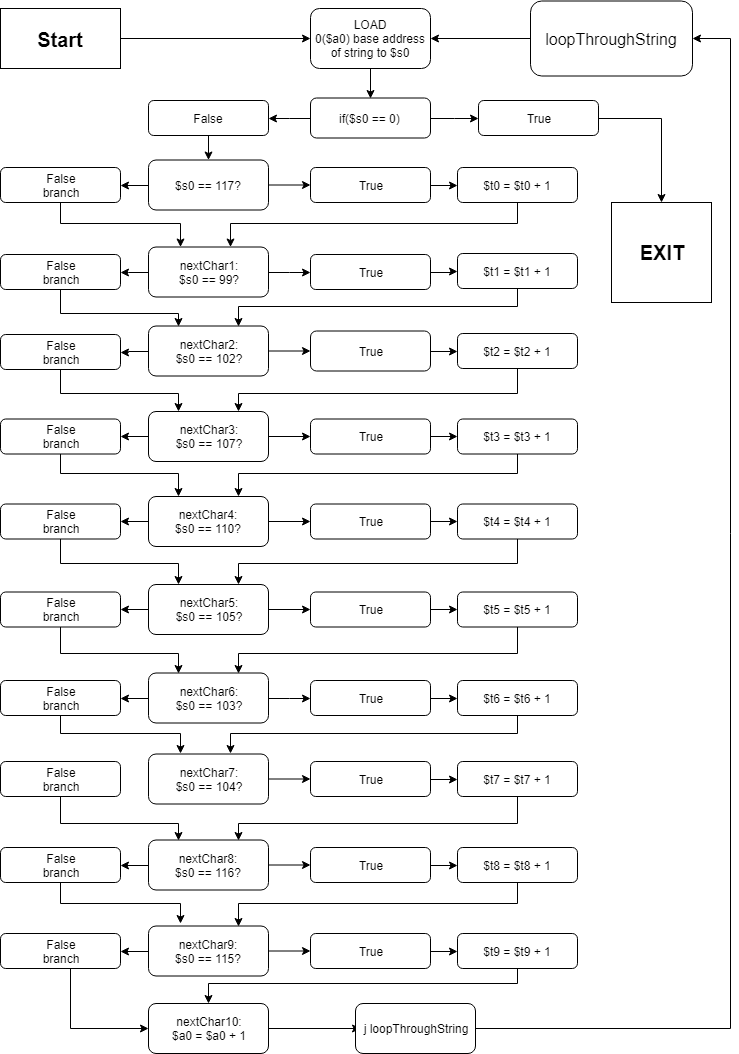 Start
LOAD
0($a0) base address
of string to $s0
loopThroughString
False
if($s0 == 0)
True
False
branch
$s0 == 117?
True
$t0 = $t0 + 1
EXIT
False
branch
nextChar1:
$s0 == 99?
True
$t1 = $t1 + 1
False
branch
nextChar2:
$s0 == 102?
True
$t2 = $t2 + 1
False
branch
nextChar3:
$s0 == 107?
True
$t3 = $t3 + 1
False
branch
nextChar4:
$s0 == 110?
True
$t4 = $t4 + 1
False
branch
nextChar5:
$s0 == 105?
True
$t5 = $t5 + 1
False
branch
nextChar6:
$s0 == 103?
True
$t6 = $t6 + 1
False
branch
nextChar7:
$s0 == 104?
True
$t7 = $t7 + 1
False
branch
nextChar8:
$s0 == 116?
True
$t8 = $t8 + 1
False
branch
nextChar9:
$s0 == 115?
True
$t9 = $t9 + 1
nextChar10:
$a0 = $a0 + 1
j loopThroughString